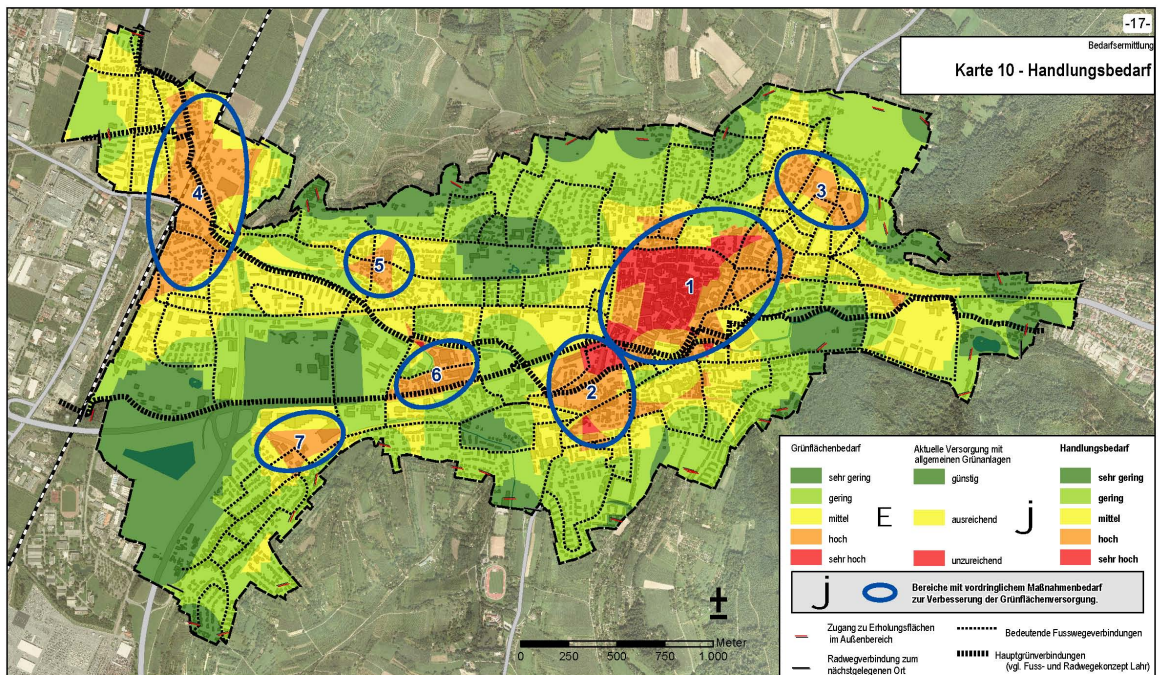 -17-
Bedarfsermittlung
Karte 10 - Handlungsbedarf
1
2
3
4
5
6
7
Grünflächenbedarf
sehr gering
gering
mittel
hoch
sehr hoch
E
Aktuelle Versorgung mit
allgemeinen Grünanlagen
günstig
ausreichend
unzureichend
j
Handlungsbedarf
sehr gering
gering
mittel
hoch
sehr hoch
j
Bereiche mit vordringlichem Maßnahmenbedarf
zur Verbesserung der Grünflächenversorgung.
Zugang zu Erholungsflächen
im Außenbereich
Radwegverbindung zum
nächstgelegenen Ort
Bedeutende Fusswegeverbindungen
Hauptgrünverbindungen
(vgl. Fuss- und Radwegekonzept Lahr)
±
Meter
0 250 500 750 1 000